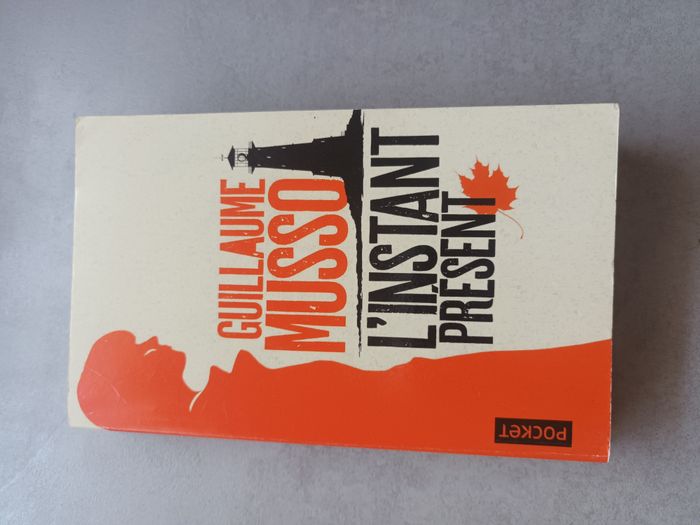 GUILLAUME
MUSSO
L'INSTANT
PRÉSENT
POCKET